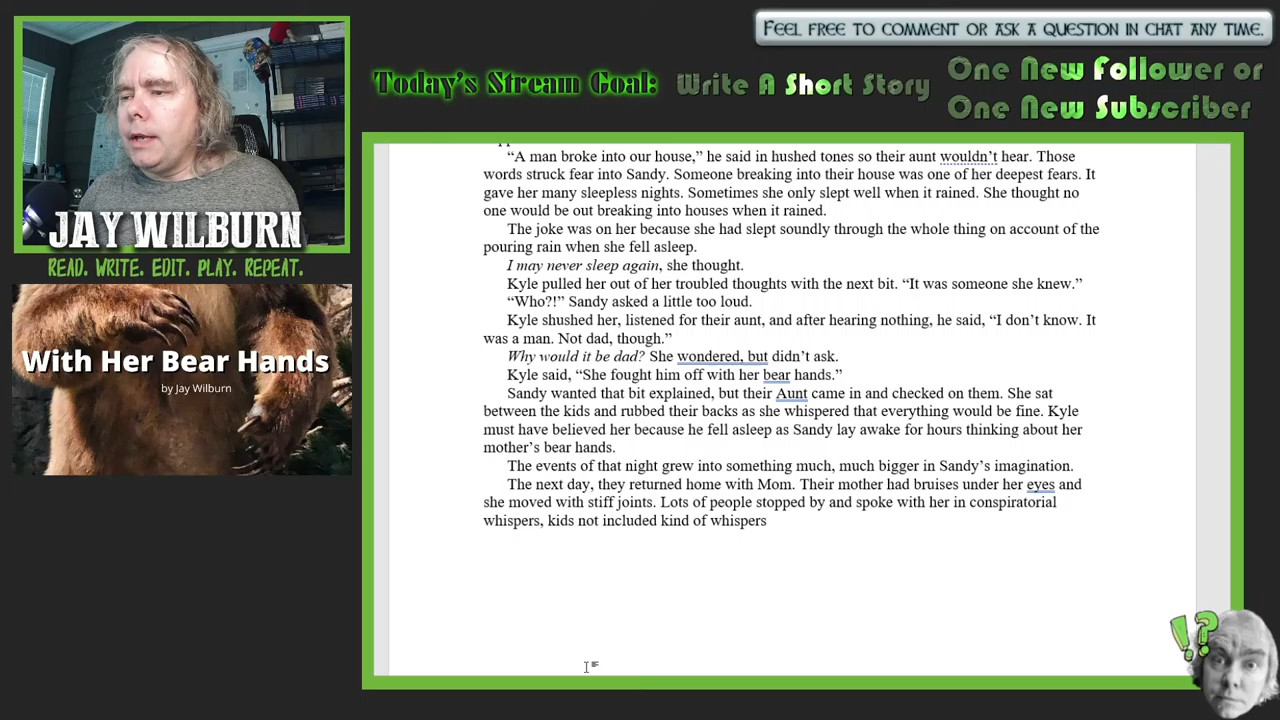 FEEL FREE TO COMMENT OR ASK A QUESTION IN CHAT ANY TIME.
Today's Stream Goal:
Write A Short Story
One New Follower or
One New Subscriber
JAY WILBURN
READ. WRITE. EDIT. PLAY. REPEAT.
With Her Bear Hands
by Jay Wilburn
“A man broke into our house,” he said in hushed tones so their aunt wouldn’t hear. Those
words struck fear into Sandy. Someone breaking into their house was one of her deepest fears. It
gave her many sleepless nights. Sometimes she only slept well when it rained. She thought no
one would be out breaking into houses when it rained.
The joke was on her because she had slept soundly through the whole thing on account of the
pouring rain when she fell asleep.
I may never sleep again, she thought.
Kyle pulled her out of her troubled thoughts with the next bit. “It was someone she knew.”
“Who?!” Sandy asked a little too loud.
Kyle shushed her, listened for their aunt, and after hearing nothing, he said, “I don’t know. It
was a man. Not dad, though.”
Why would it be dad? She wondered, but didn’t ask.
Kyle said, “She fought him off with her bear hands.”
Sandy wanted that bit explained, but their Aunt came in and checked on them. She sat
between the kids and rubbed their backs as she whispered that everything would be fine. Kyle
must have believed her because he fell asleep as Sandy lay awake for hours thinking about her
mother’s bear hands.
The events of that night grew into something much, much bigger in Sandy’s imagination.
The next day, they returned home with Mom. Their mother had bruises under her eyes and
she moved with stiff joints. Lots of people stopped by and spoke with her in conspiratorial
whispers, kids not included kind of whispers
!?